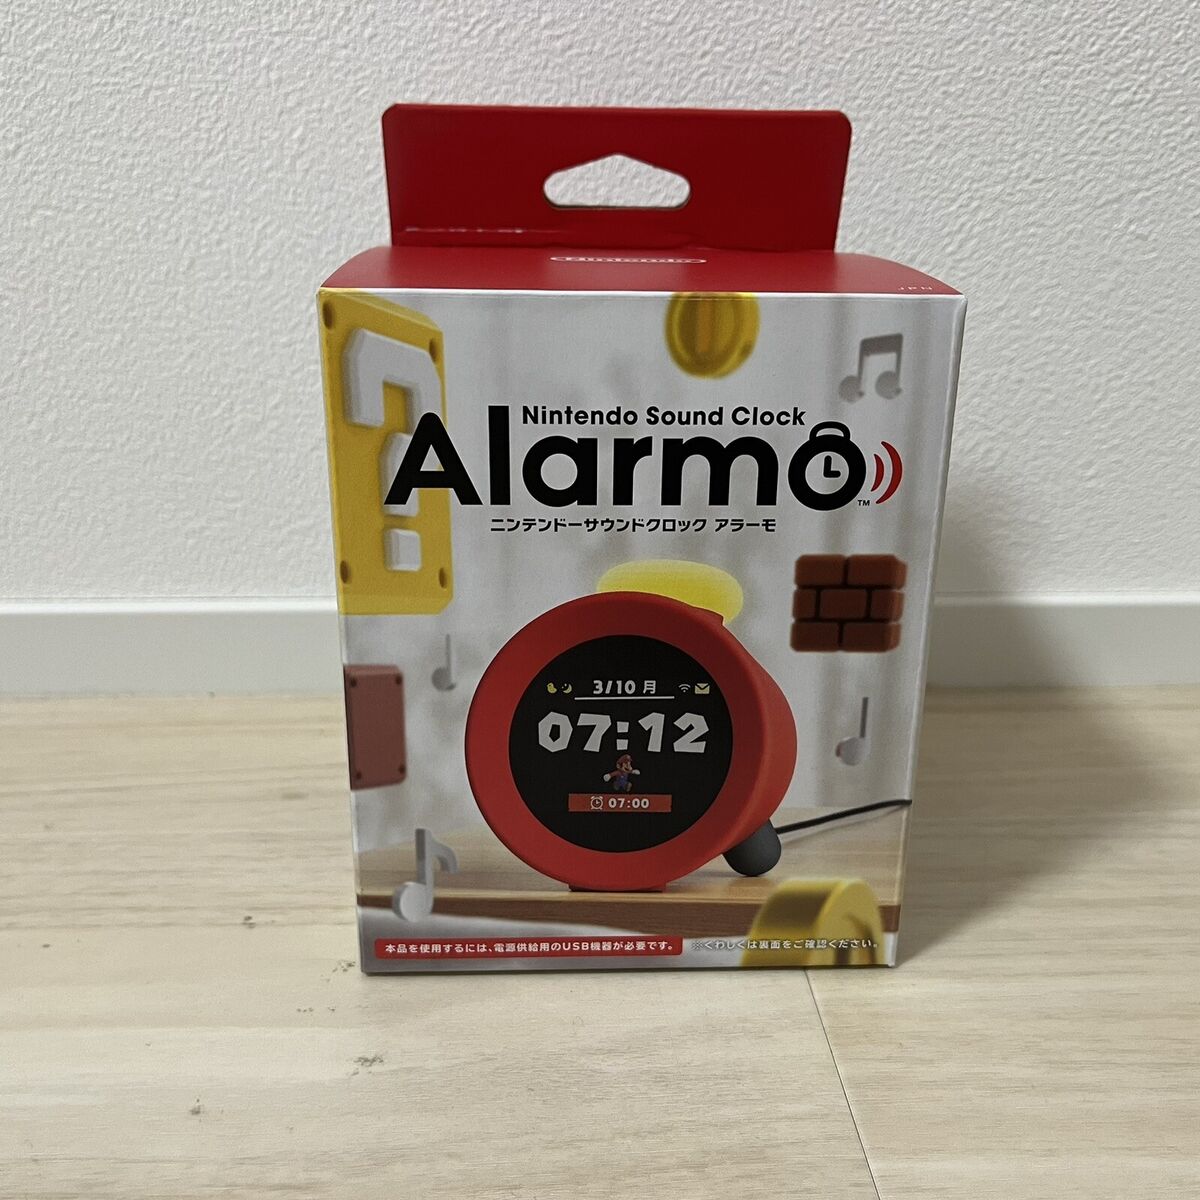 Nintendo
JPN
Nintendo Sound Clock
Alarmo
TM
ニンテンドーサウンドクロック アラーモ
3/10 月
07:12
07:00
本品を使用するには、電源供給用のUSB機器が必要です。
※くわしくは裏面をご確認ください。